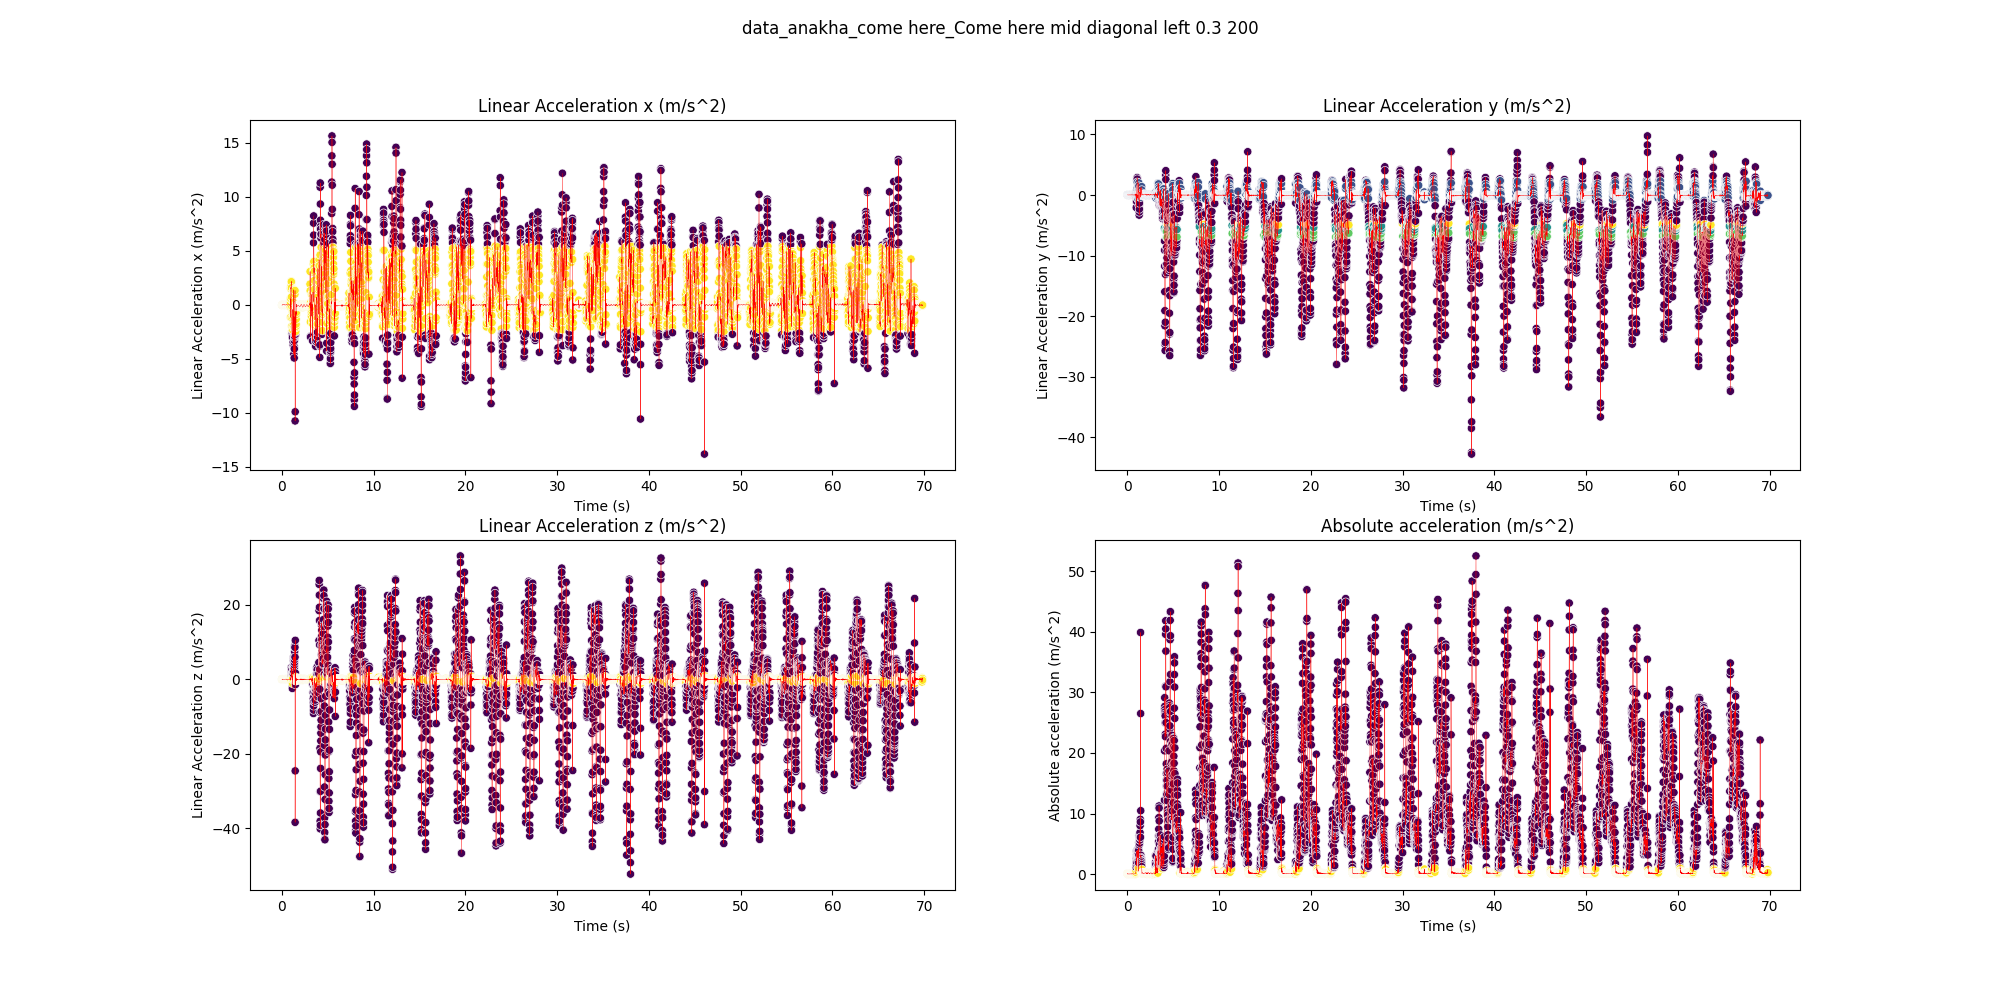 data_anakha_come here_Come here mid diagonal left 0.3 200
Linear Acceleration x (m/s^2)
Linear Acceleration x (m/s^2)
15
10
5
0
−5
−10
−15
0 10 20 30 40 50 60 70
Time (s)
Linear Acceleration y (m/s^2)
Linear Acceleration y (m/s^2)
10
0
−10
−20
−30
−40
0 10 20 30 40 50 60 70
Time (s)
Linear Acceleration z (m/s^2)
Linear Acceleration z (m/s^2)
20
0
−20
−40
0 10 20 30 40 50 60 70
Time (s)
Absolute acceleration (m/s^2)
Absolute acceleration (m/s^2)
50
40
30
20
10
0
0 10 20 30 40 50 60 70
Time (s)